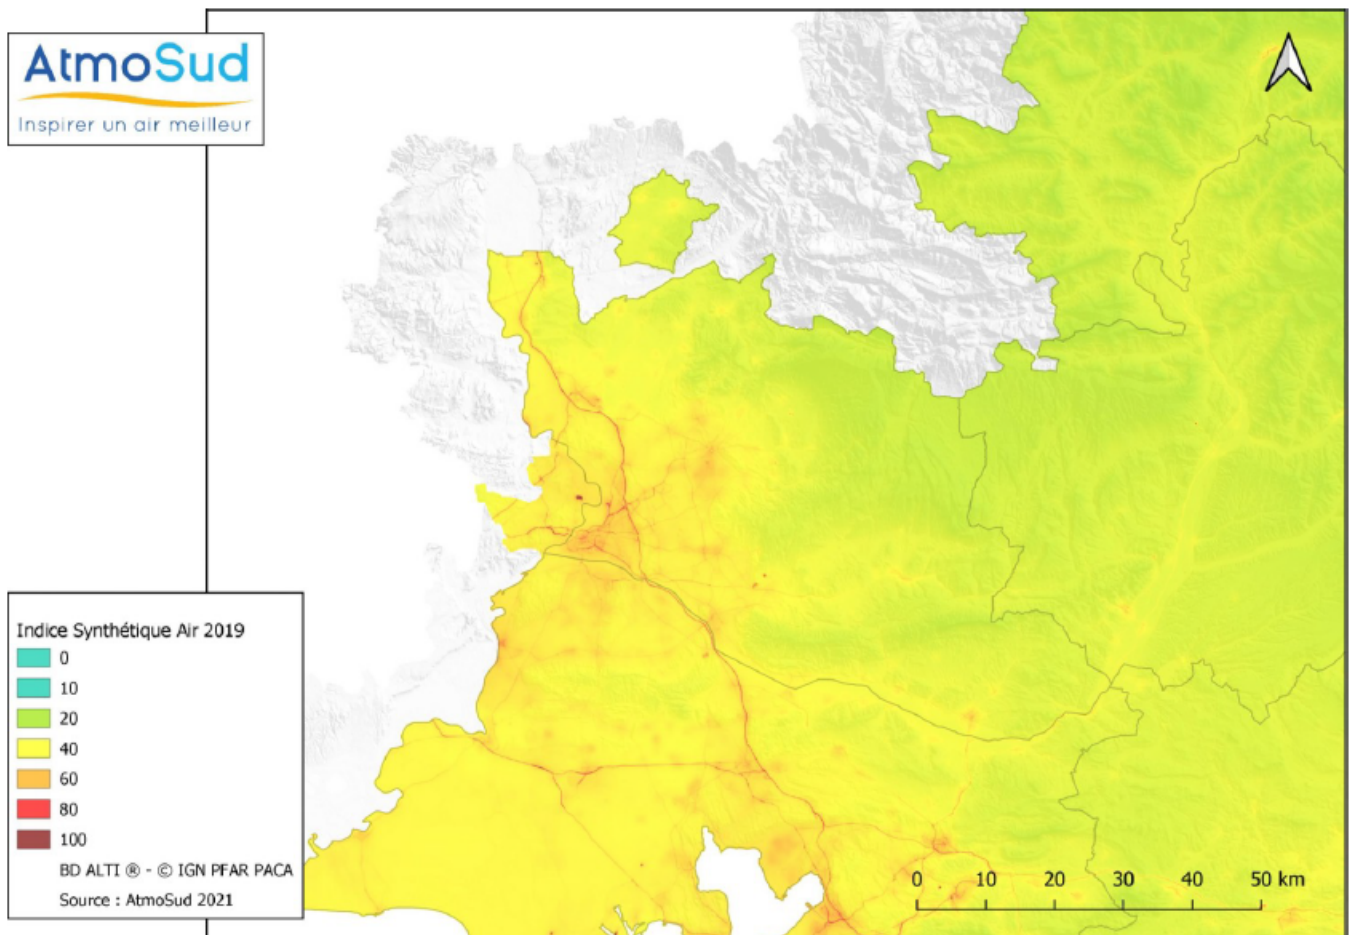 AtmoSud
Inspirer un air meilleur
Indice Synthétique Air 2019
0
10
20
40
60
80
100
BD ALTI ® - © IGN PFAR PACA
Source : AtmoSud 2021
0 10 20 30 40 50 km